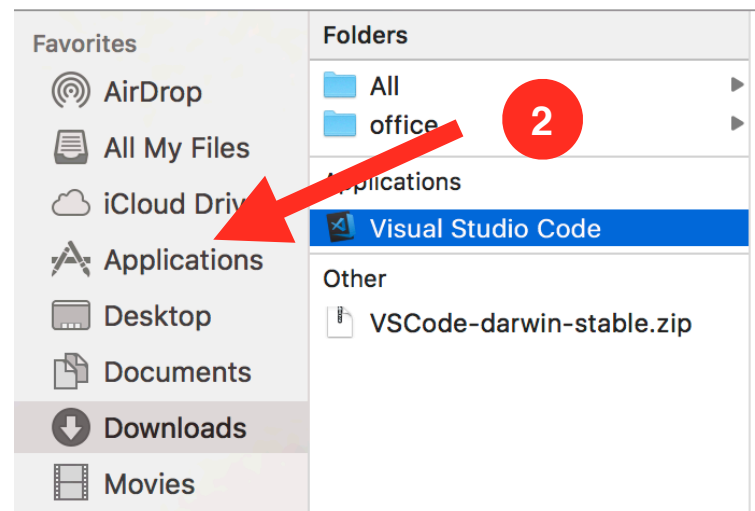 Favorites
AirDrop
All My Files
iCloud Driv
Applications
Desktop
Documents
Downloads
Movies
Folders
All
office
2
Applications
Visual Studio Code
Other
VSCode-darwin-stable.zip